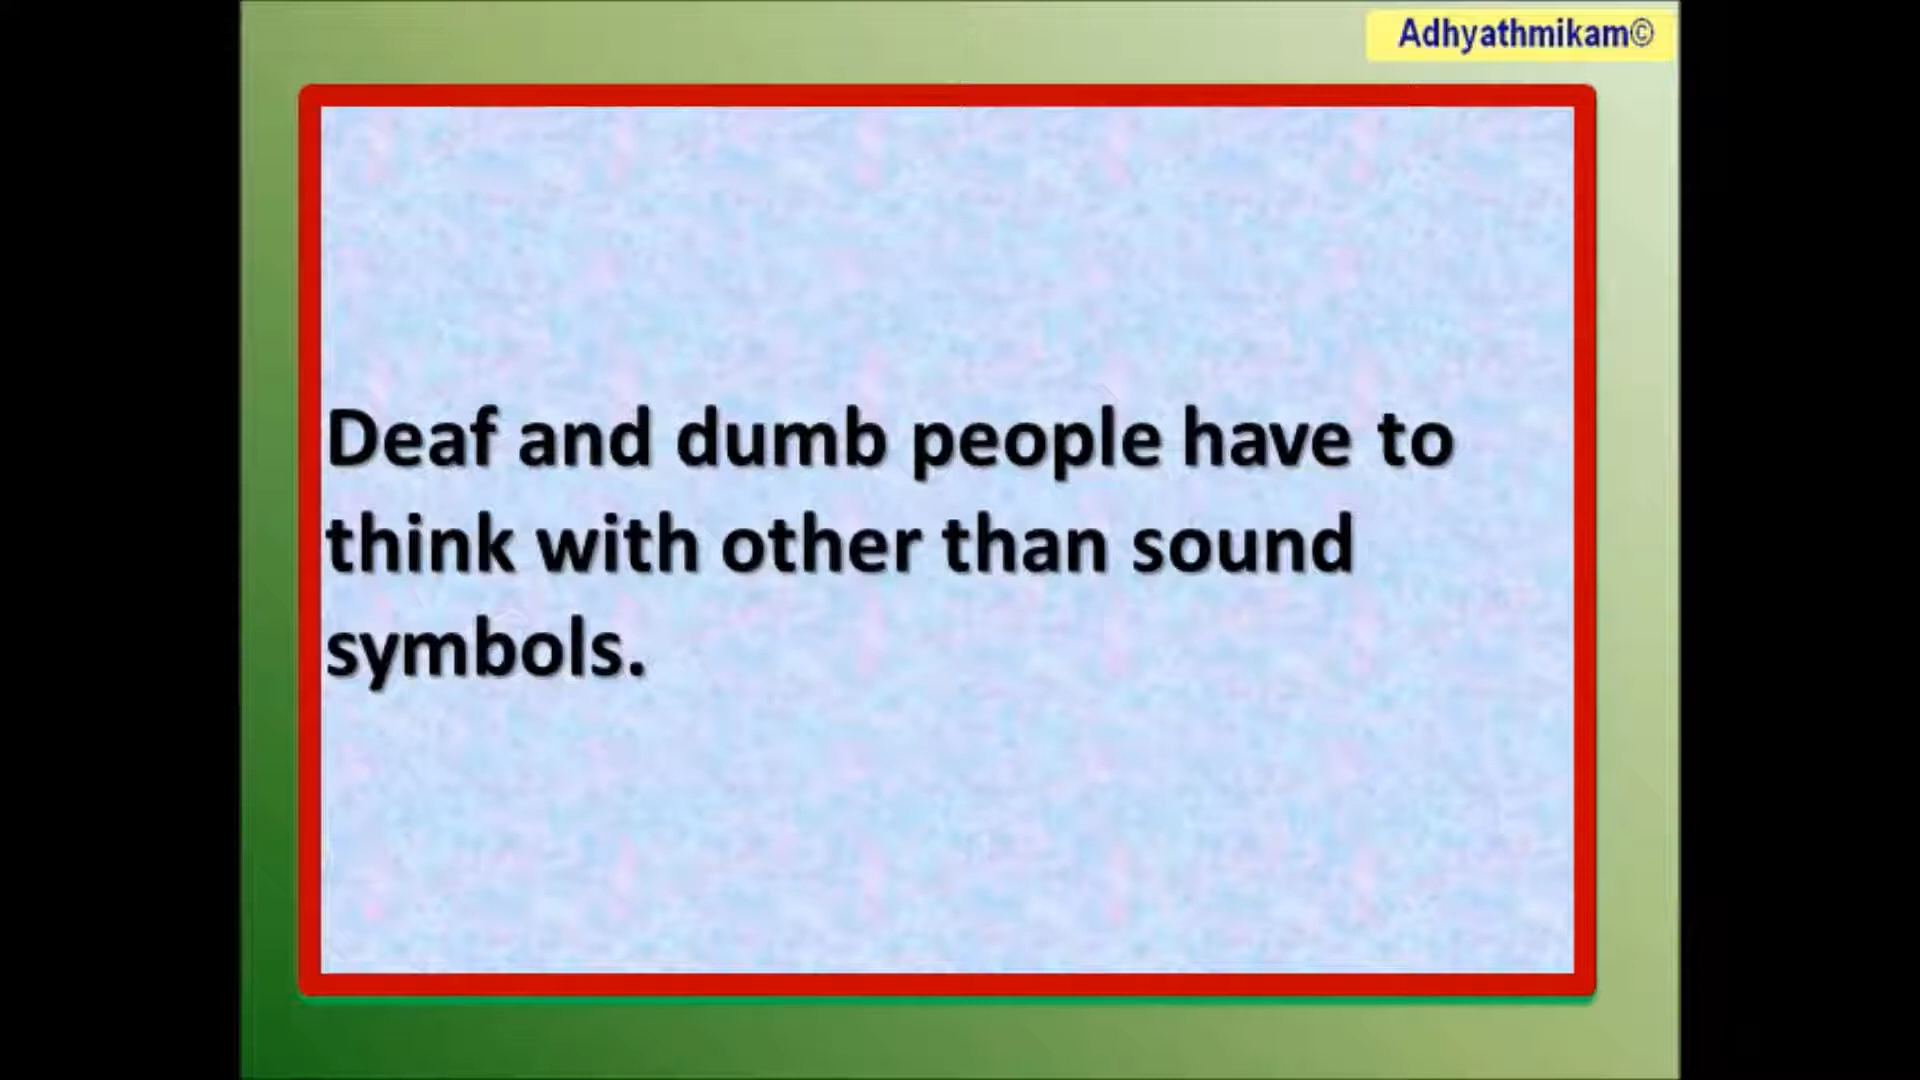 Adhyathmikam©
Deaf and dumb people have to
think with other than sound
symbols.